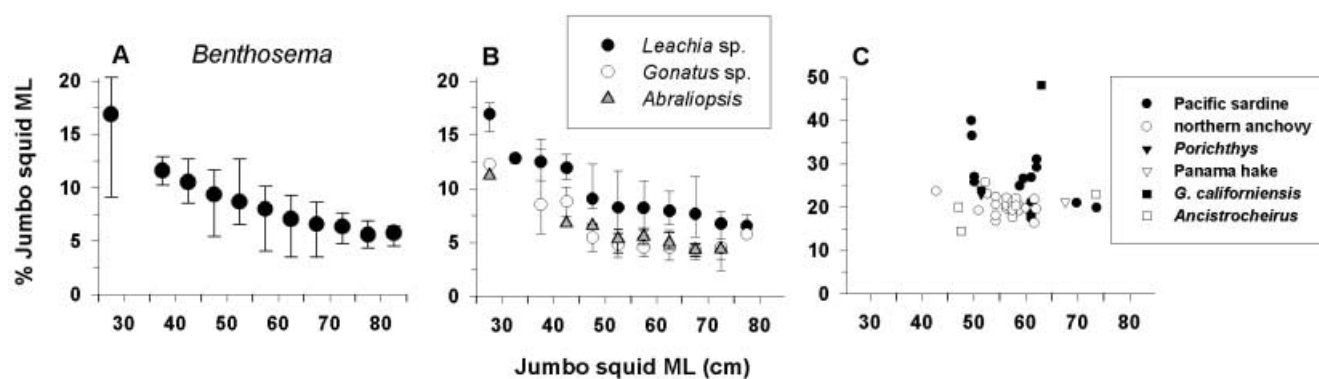 A
Benthosema
% Jumbo squid ML
20
15
10
5
0
30 40 50 60 70 80
B
Leachia sp.
Gonatus sp.
Abraliopsis
20
15
10
5
0
30 40 50 60 70 80
Jumbo squid ML (cm)
C
50
40
30
20
10
0
30 40 50 60 70 80
Pacific sardine
northern anchovy
Porichthys
Panama hake
G. californiensis
Ancistrocheirus